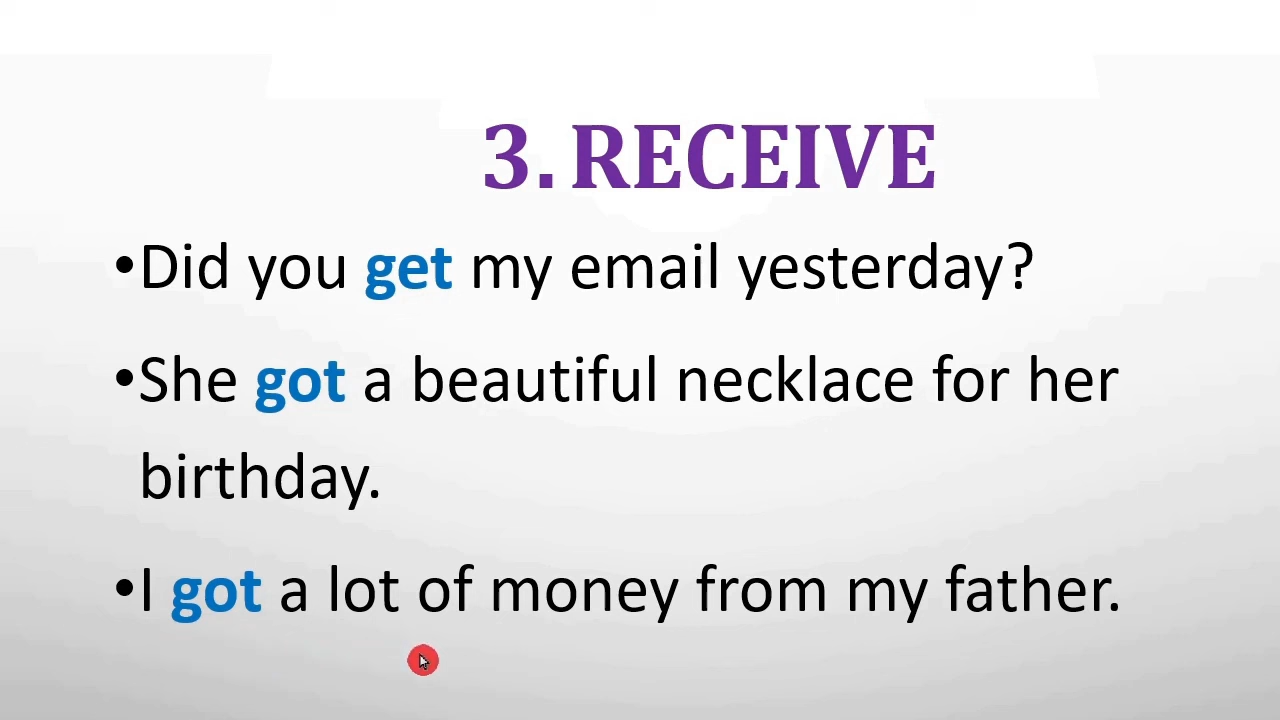 3. RECEIVE
•Did you get my email yesterday?
•She got a beautiful necklace for her
birthday.
•I got a lot of money from my father.